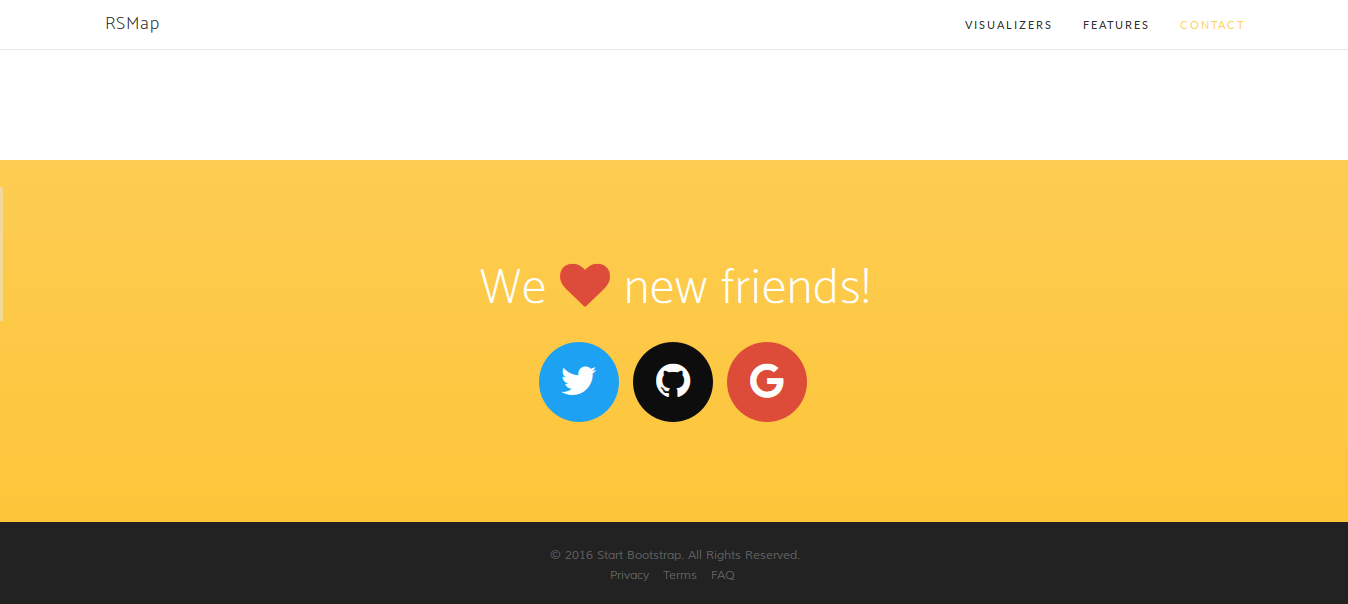 RSMap
VISUALIZERS FEATURES CONTACT
We new friends!
© 2016 Start Bootstrap. All Rights Reserved.
Privacy Terms FAQ